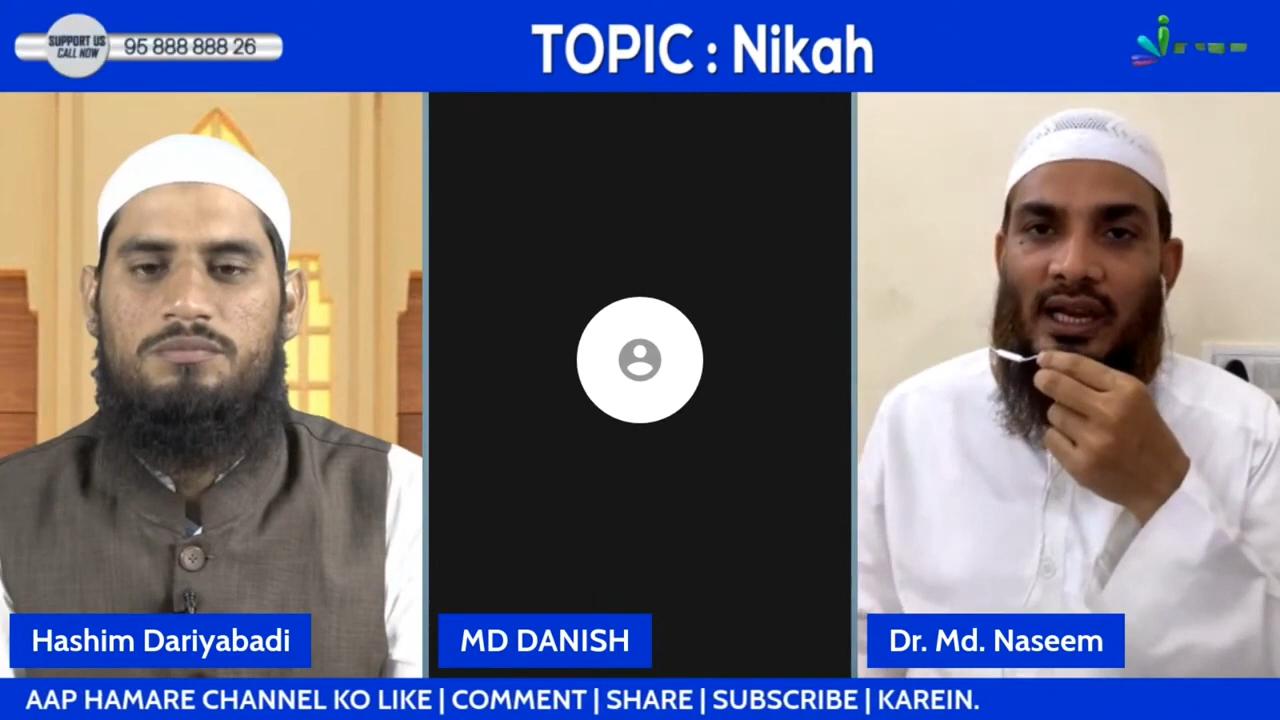 SUPPORT US
CALL NOW
95 888 888 26
TOPIC : Nikah
Hashim Dariyabadi
MD DANISH
Dr. Md. Naseem
AAP HAMARE CHANNEL KO LIKE | COMMENT | SHARE | SUBSCRIBE | KAREIN.